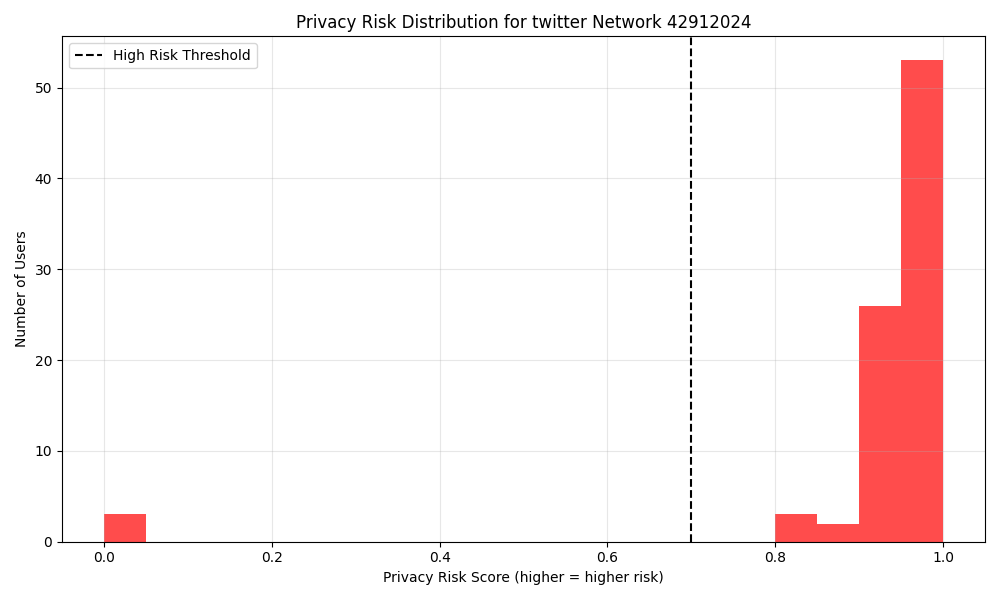 Privacy Risk Distribution for twitter Network 42912024
High Risk Threshold
Number of Users
50
40
30
20
10
0
0.0 0.2 0.4 0.6 0.8 1.0
Privacy Risk Score (higher = higher risk)